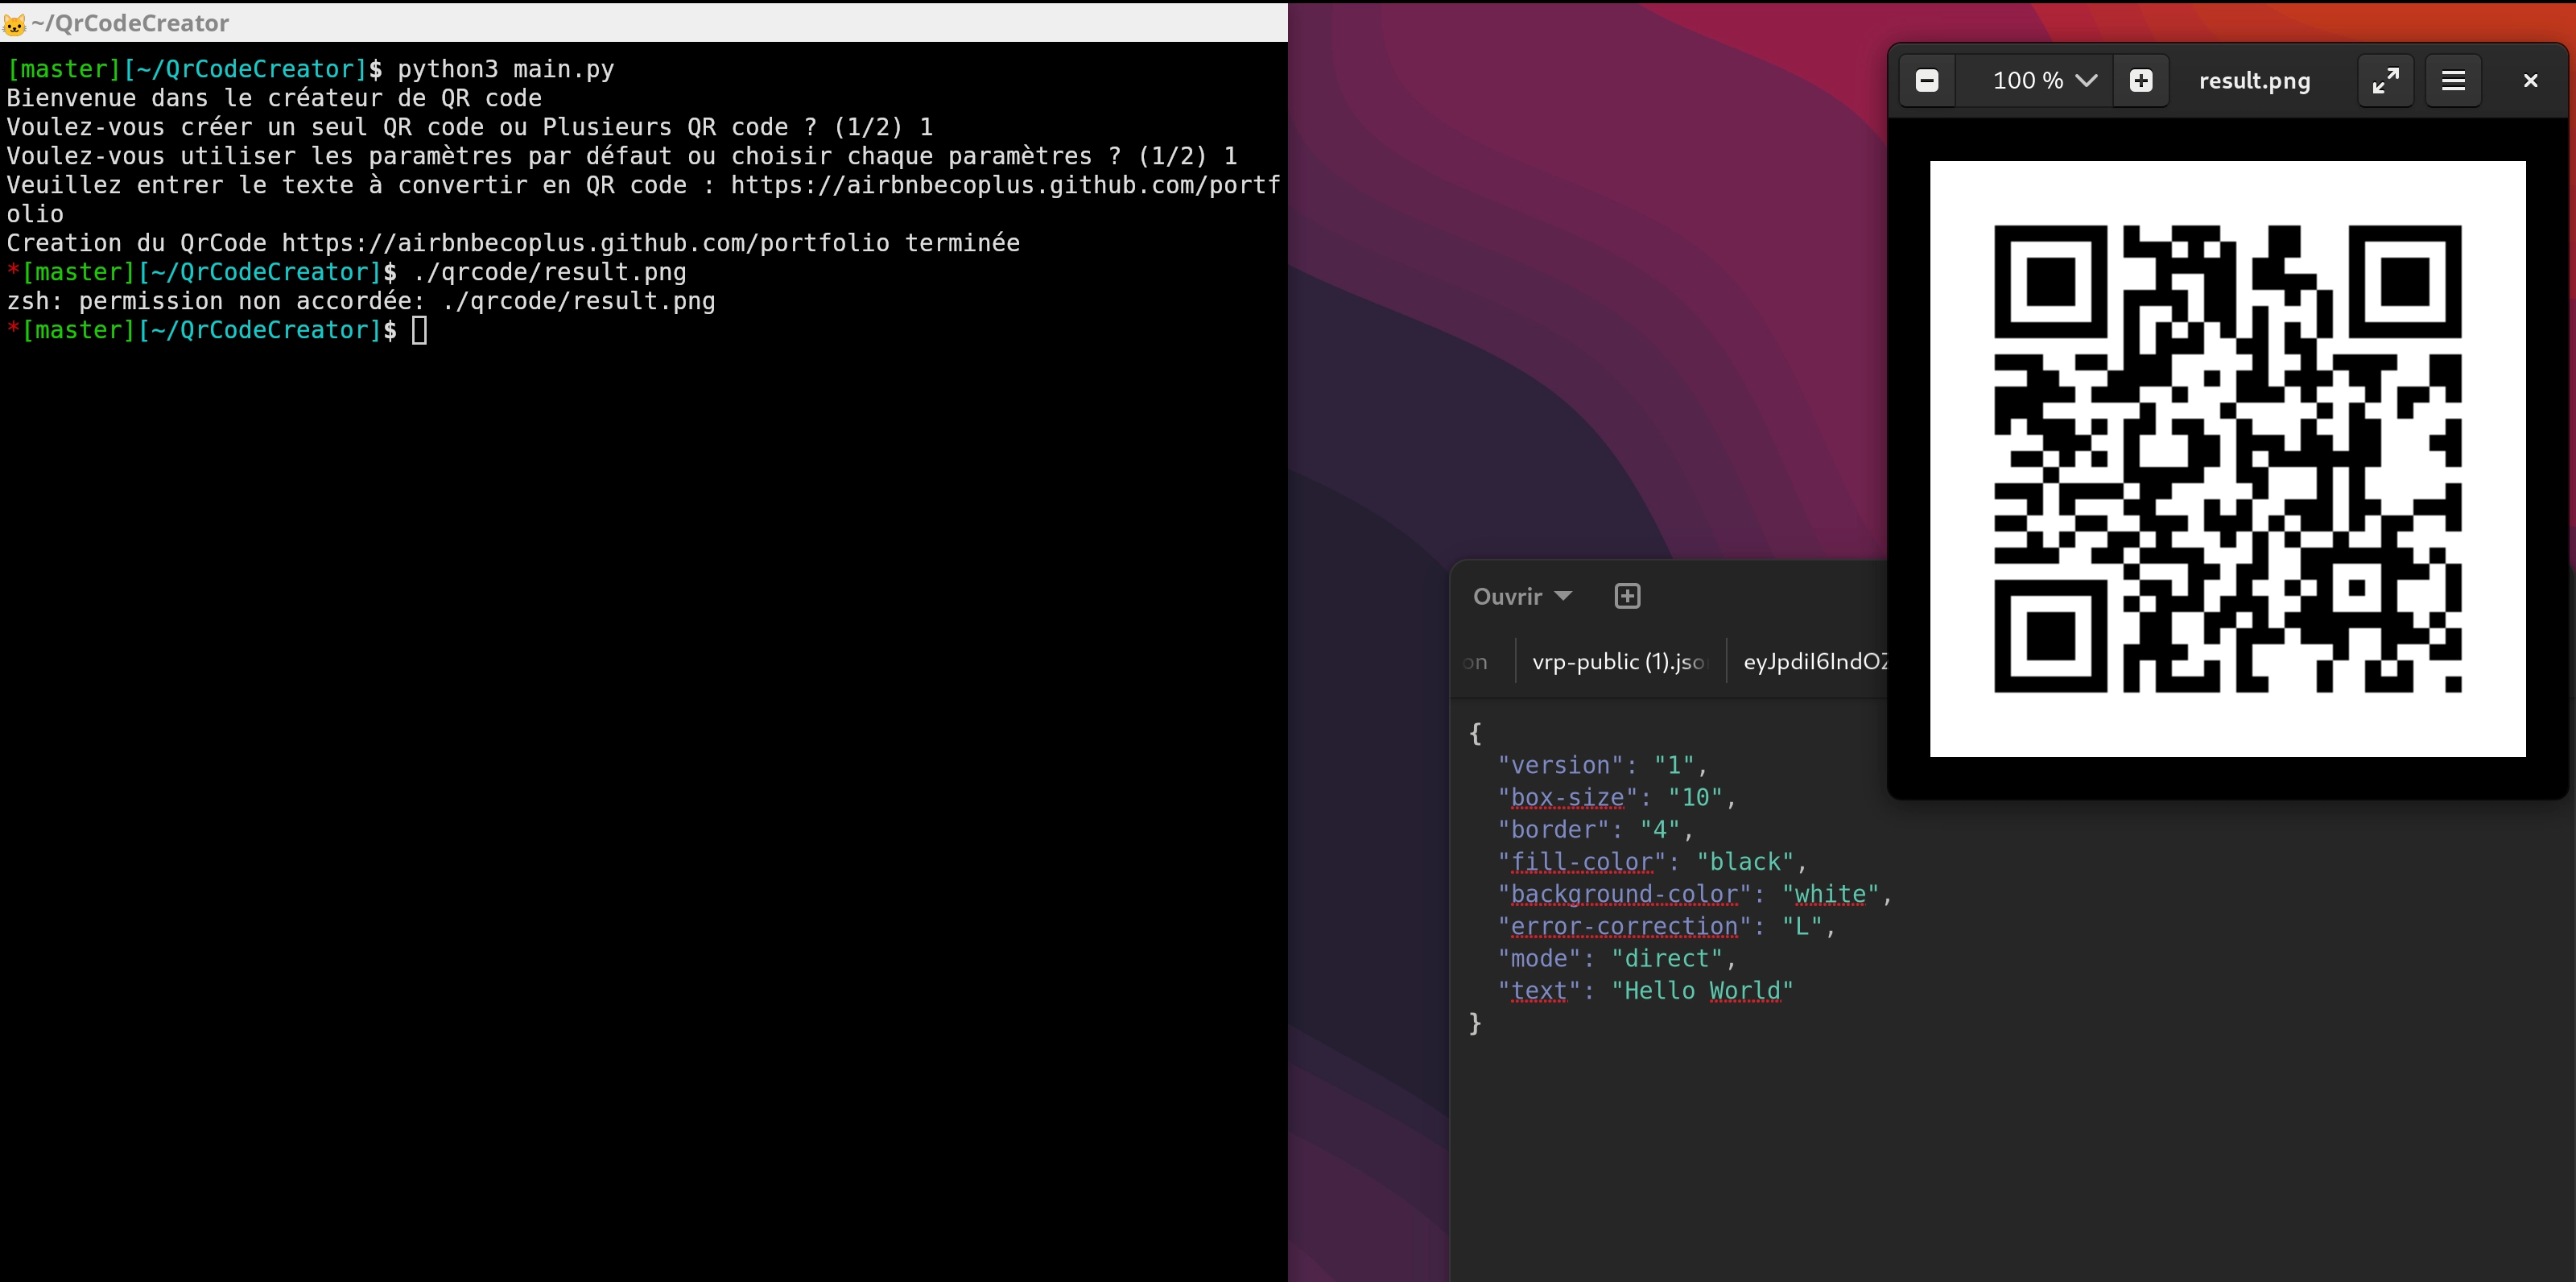 ~/QrCodeCreator
[master][~/QrCodeCreator]$ python3 main.py
Bienvenue dans le créateur de QR code
Voulez-vous créer un seul QR code ou Plusieurs QR code ? (1/2) 1
Voulez-vous utiliser les paramètres par défaut ou choisir chaque paramètres ? (1/2) 1
Veuillez entrer le texte à convertir en QR code : https://airbnbecoplus.github.com/portf
olio
Creation du QrCode https://airbnbecoplus.github.com/portfolio terminée
*[master][~/QrCodeCreator]$ ./qrcode/result.png
zsh: permission non accordée: ./qrcode/result.png
*[master][~/QrCodeCreator]$
100 % result.png
Ouvrir
on vrp-public (1).jso eyJpdiI6IndOZ
{
"version": "1",
"box-size": "10",
"border": "4",
"fill-color": "black",
"background-color": "white",
"error-correction": "L",
"mode": "direct",
"text": "Hello World"
}